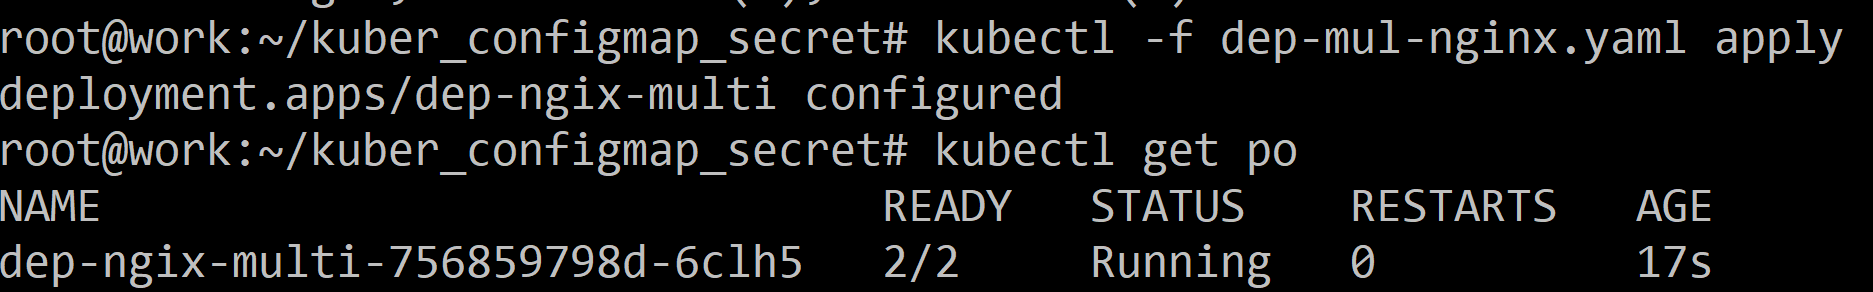 root@work:~/kuber_configmap_secret# kubectl -f dep-mul-nginx.yaml apply
deployment.apps/dep-ngix-multi configured
root@work:~/kuber_configmap_secret# kubectl get po
NAME READY STATUS RESTARTS AGE
dep-ngix-multi-756859798d-6clh5 2/2 Running 0 17s